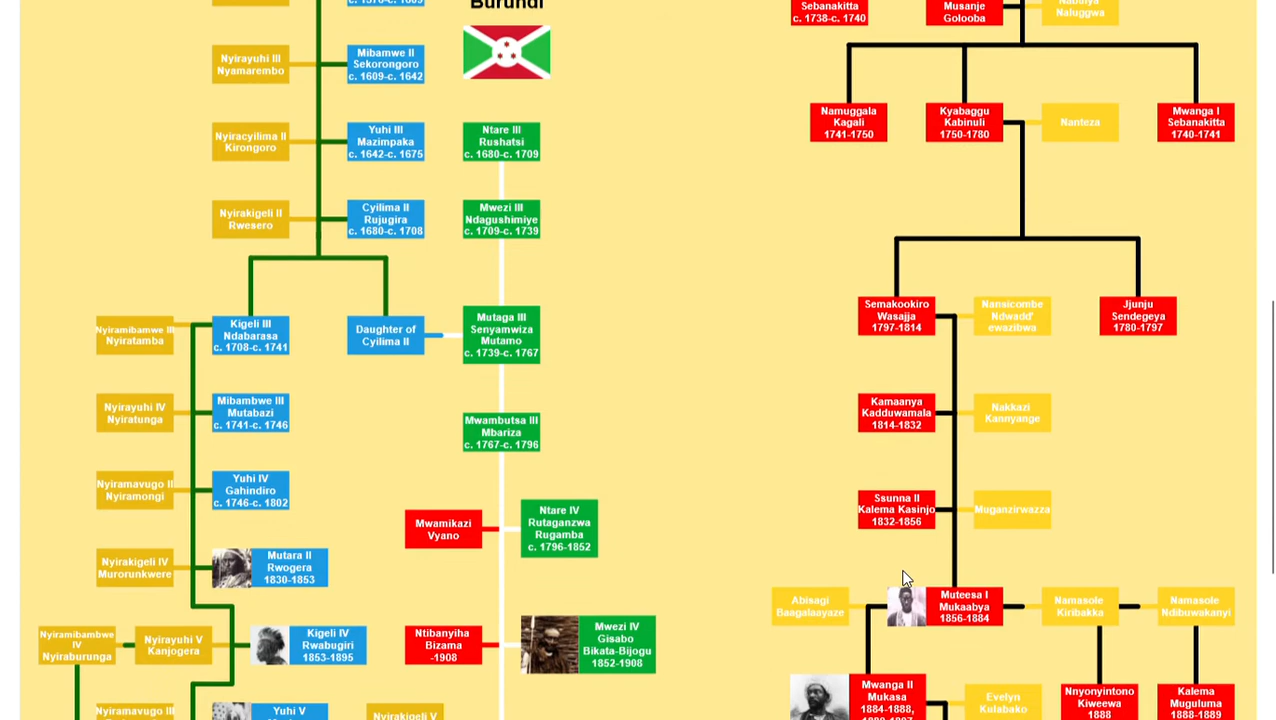 c. 1576-c. 1609
Burundi
Sebanakitta
c. 1738-c. 1740
Musanje
Golooba
Nabulya
Naluggwa
Nyirayuhi III
Nyamarembo
Mibamwe II
Sekorongoro
c. 1609-c. 1642
Namuggala
Kagali
1741-1750
Kyabaggu
Kabinuli
1750-1780
Nanteza
Mwanga I
Sebanakitta
1740-1741
Nyiracyilima II
Kirongoro
Yuhi III
Mazimpaka
c. 1642-c. 1675
Ntare III
Rushatsi
c. 1680-c. 1709
Nyirakigeli II
Rwesero
Cyilima II
Rujugira
c. 1680-c. 1708
Mwezi III
Ndagushimiye
c. 1709-c. 1739
Semakookiro
Wasajja
1797-1814
Nansicombe
Ndwadd'
ewazibwa
Jjunju
Sendegeya
1780-1797
Nyiramibamwe III
Nyiratamba
Kigeli III
Ndabarasa
c. 1708-c. 1741
Daughter of
Cyilima II
Mutaga III
Senyamwiza
Mutamo
c. 1739-c. 1767
Nyirayuhi IV
Nyiratunga
Mibambwe III
Mutabazi
c. 1741-c. 1746
Mwambutsa III
Mbariza
c. 1767-c. 1796
Kamaanya
Kadduwamala
1814-1832
Nakkazi
Kannyange
Nyiramavugo II
Nyiramongi
Yuhi IV
Gahindiro
c. 1746-c. 1802
Mwamikazi
Vyano
Ntare IV
Rutaganzwa
Rugamba
c. 1796-1852
Ssunna II
Kalema Kasinjo
1832-1856
Muganzirwazza
Nyirakigeli IV
Murorunkwere
Mutara II
Rwogera
1830-1853
Abisagi
Baagalaayaze
Muteesa I
Mukaabya
1856-1884
Namasole
Kiribakka
Namasole
Ndibuwakanyi
Nyiramibambwe
IV
Nyiraburunga
Nyirayuhi V
Kanjogera
Kigeli IV
Rwabugiri
1853-1895
Ntibanyiha
Bizama
-1908
Mwezi IV
Gisabo
Bikata-Bijogu
1852-1908
Mwanga II
Mukasa
1884-1888,
Evelyn
Kulabako
Nnyonyintono
Kiweewa
1888
Kalema
Muguluma
1888-1889
Nyiramavugo III
Yuhi V
Nyirakigeli V